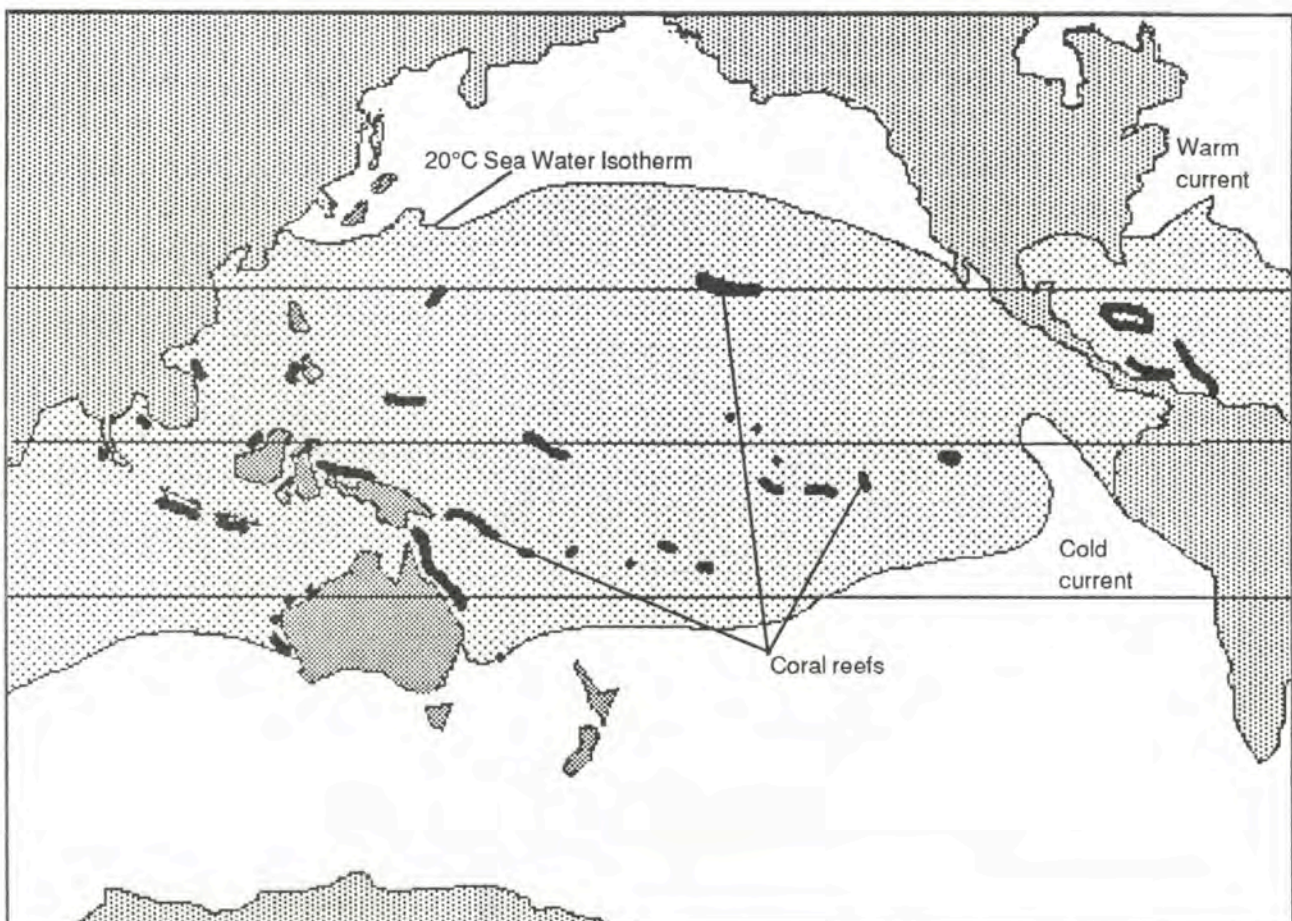 20°C Sea Water Isotherm
Warm
current
Cold
current
Coral reefs